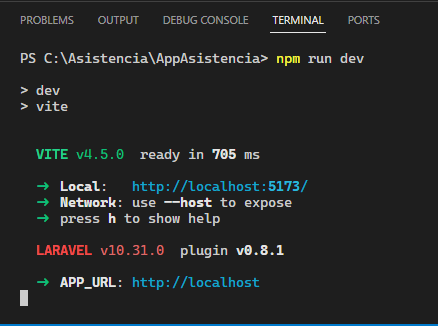 PROBLEMS OUTPUT DEBUG CONSOLE TERMINAL PORTS
PS C:\Asistencia\AppAsistencia> npm run dev
> dev
> vite
VITE v4.5.0 ready in 705 ms
➜ Local: http://localhost:5173/
➜ Network: use --host to expose
➜ press h to show help
LARAVEL v10.31.0 plugin v0.8.1
➜ APP_URL: http://localhost